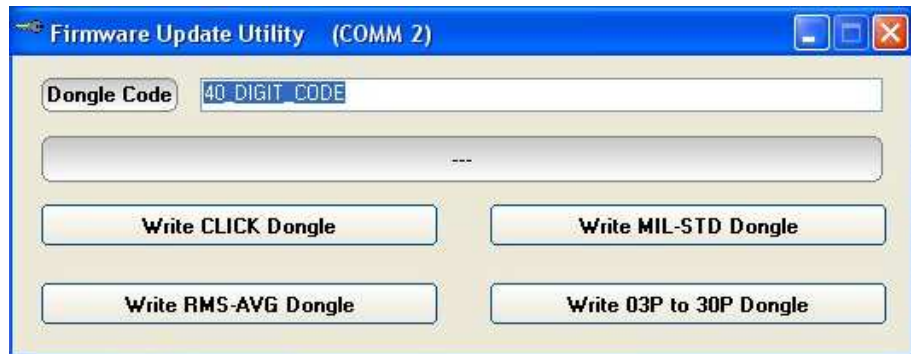 Firmware Update Utility (COMM 2)
Dongle Code 40_DIGIT_CODE
---
Write CLICK Dongle Write MIL-STD Dongle
Write RMS-AVG Dongle Write 03P to 30P Dongle